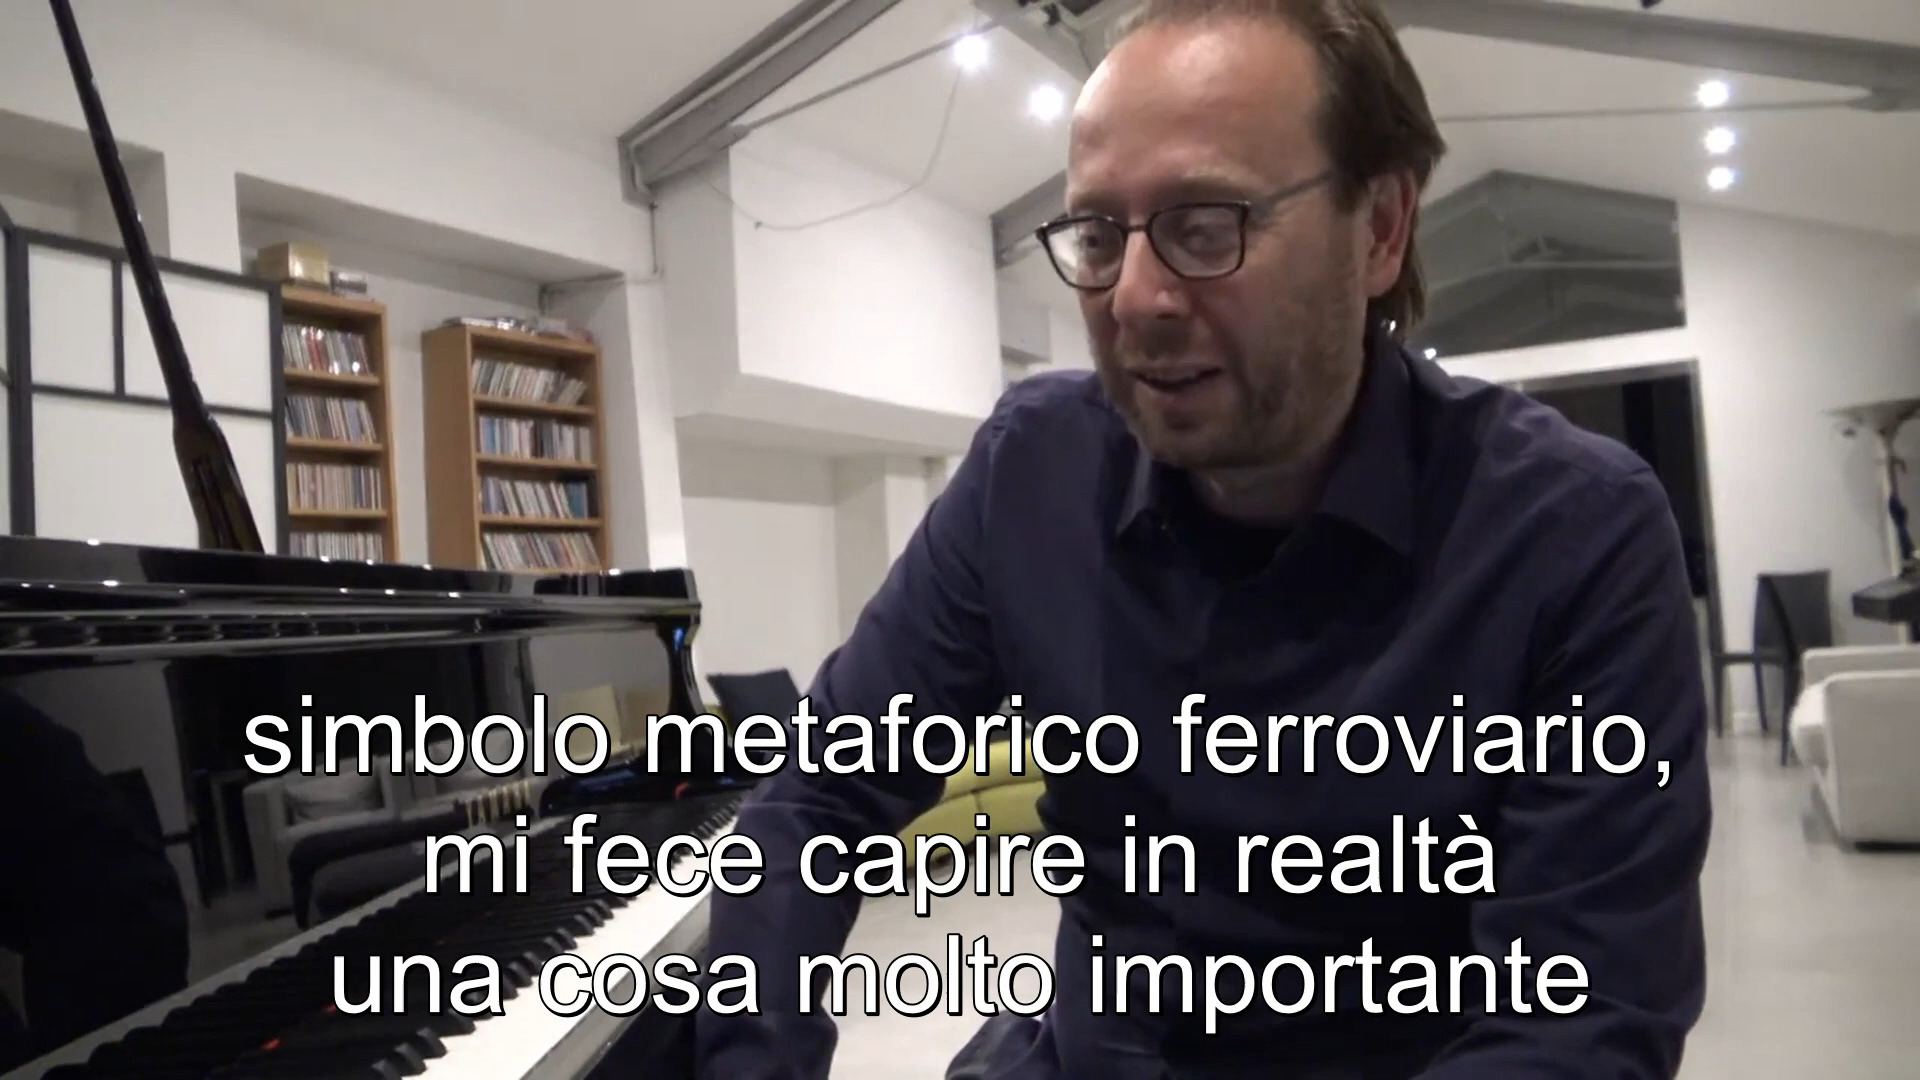 simbolo metaforico ferroviario,
mi fece capire in realtà
una cosa molto importante